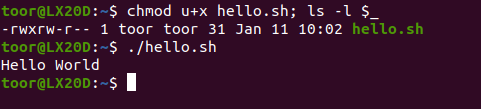 toor@LX20D:~$ chmod u+x hello.sh; ls -l $_
-rwxrw-r-- 1 toor toor 31 Jan 11 10:02 hello.sh
toor@LX20D:~$ ./hello.sh
Hello World
toor@LX20D:~$